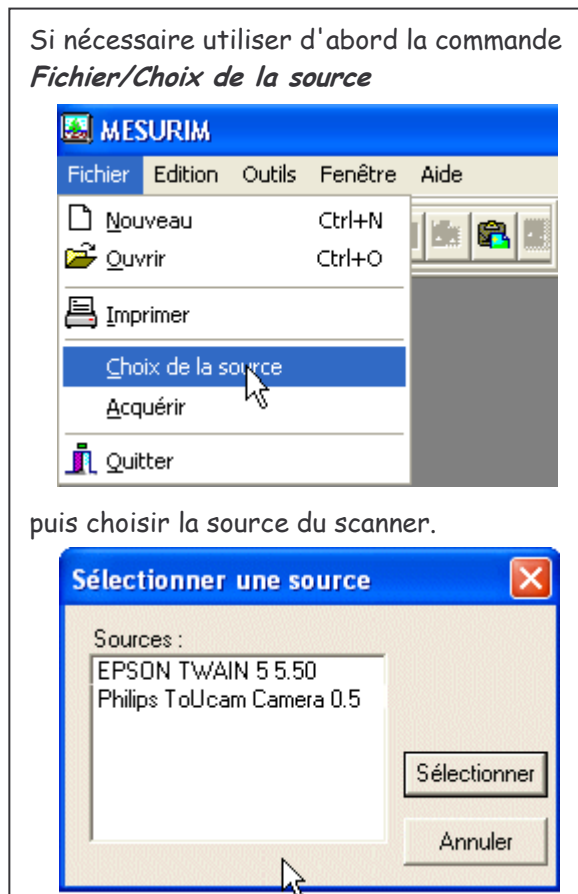 Si nécessaire utiliser d'abord la commande
Fichier/Choix de la source
MESURIM
Fichier Edition Outils Fenêtre Aide
Nouveau Ctrl+N
Ouvrir Ctrl+O
Imprimer
Choix de la source
Acquérir
Quitter
puis choisir la source du scanner.
Sélectionner une source
Sources :
EPSON TWAIN 5 5.50
Philips ToUcam Camera 0.5
Sélectionner
Annuler